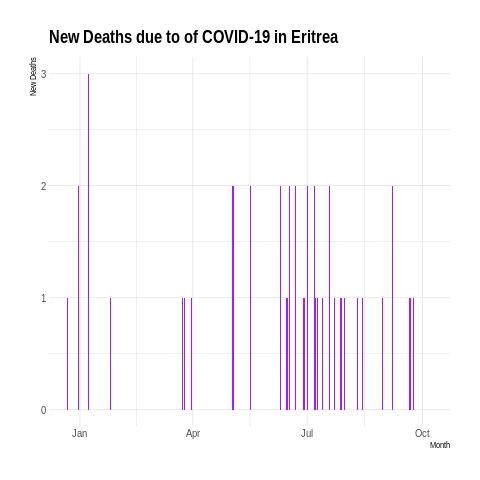 New Deaths due to of COVID-19 in Eritrea
New Deaths
3
2
1
0
Jan Apr Jul Oct
Month